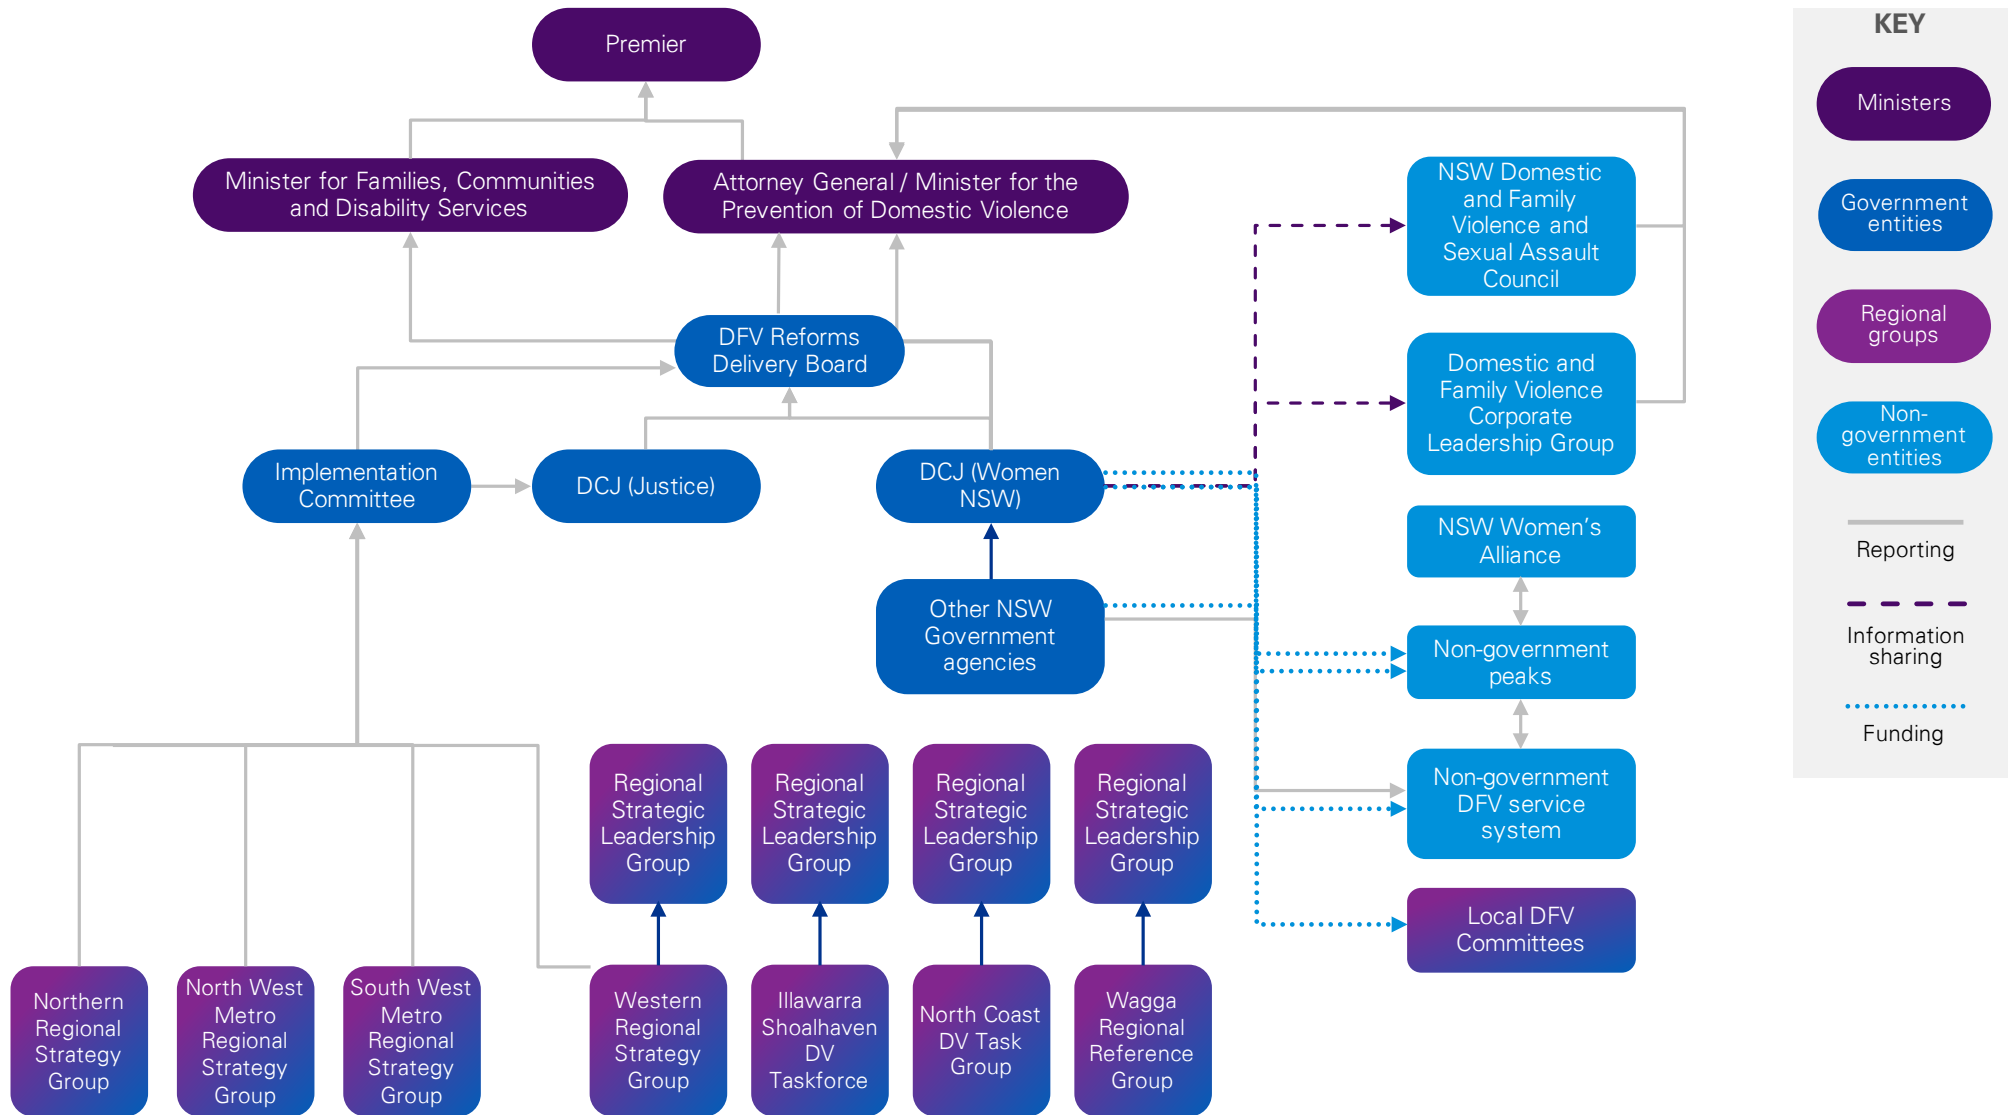 Premier
Minister for Families, Communities
and Disability Services
Attorney General / Minister for the
Prevention of Domestic Violence
DFV Reforms
Delivery Board
Implementation
Committee
DCJ (Justice)
DCJ (Women
NSW)
Other NSW
Government
agencies
NSW Domestic
and Family
Violence and
Sexual Assault
Council
Domestic and
Family Violence
Corporate
Leadership Group
NSW Women's
Alliance
Non-government
peaks
Non-government
DFV service
system
Local DFV
Committees
Regional
Strategic
Leadership
Group
Regional
Strategic
Leadership
Group
Regional
Strategic
Leadership
Group
Regional
Strategic
Leadership
Group
Northern
Regional
Strategy
Group
North West
Metro
Regional
Strategy
Group
South West
Metro
Regional
Strategy
Group
Western
Regional
Strategy
Group
Illawarra
Shoalhaven
DV
Taskforce
North Coast
DV Task
Group
Wagga
Regional
Reference
Group
KEY
Ministers
Government
entities
Regional
groups
Non-
government
entities
Reporting
Information
sharing
Funding